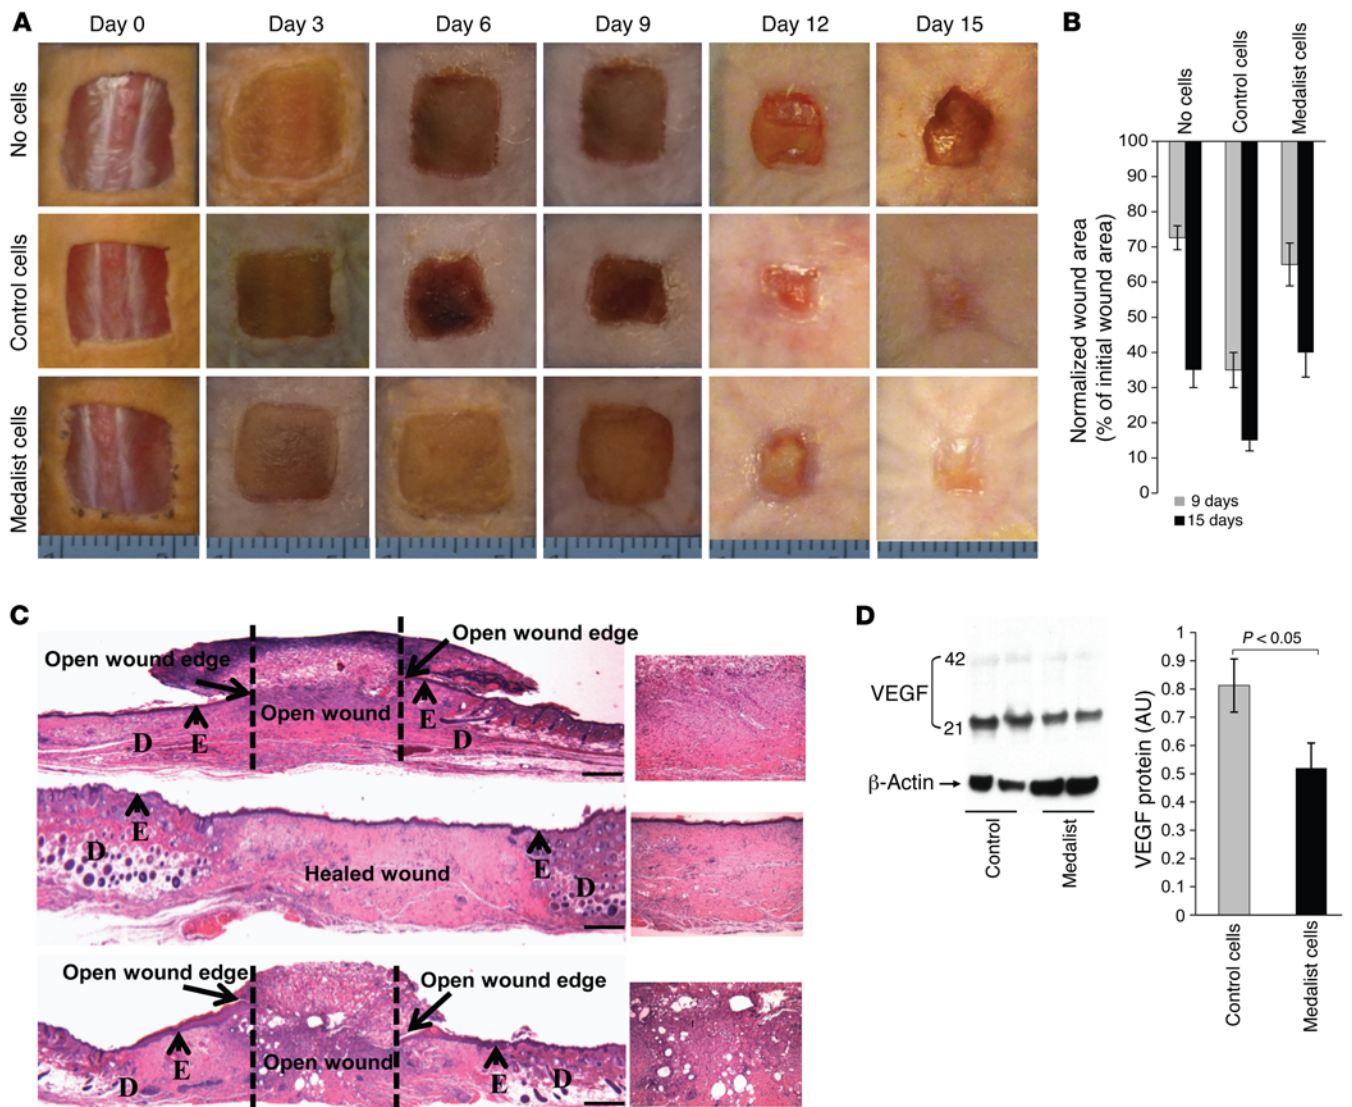 A
Day 0 Day 3 Day 6 Day 9 Day 12 Day 15
No cells
Control cells
Medalist cells
B
No cells
Control cells
Medalist cells
Normalized wound area
(% of initial wound area)
100
90
80
70
60
50
40
30
20
10
0
9 days
15 days
C
Open wound edge
Open wound edge
Open wound
D E E D
E E
D D
Healed wound
Open wound edge
Open wound edge
Open wound
D E E D
D
VEGF
42
21
β-Actin
Control
Medalist
VEGF protein (AU)
1
0.9
0.8
0.7
0.6
0.5
0.4
0.3
0.2
0.1
0
P < 0.05
Control cells
Medalist cells